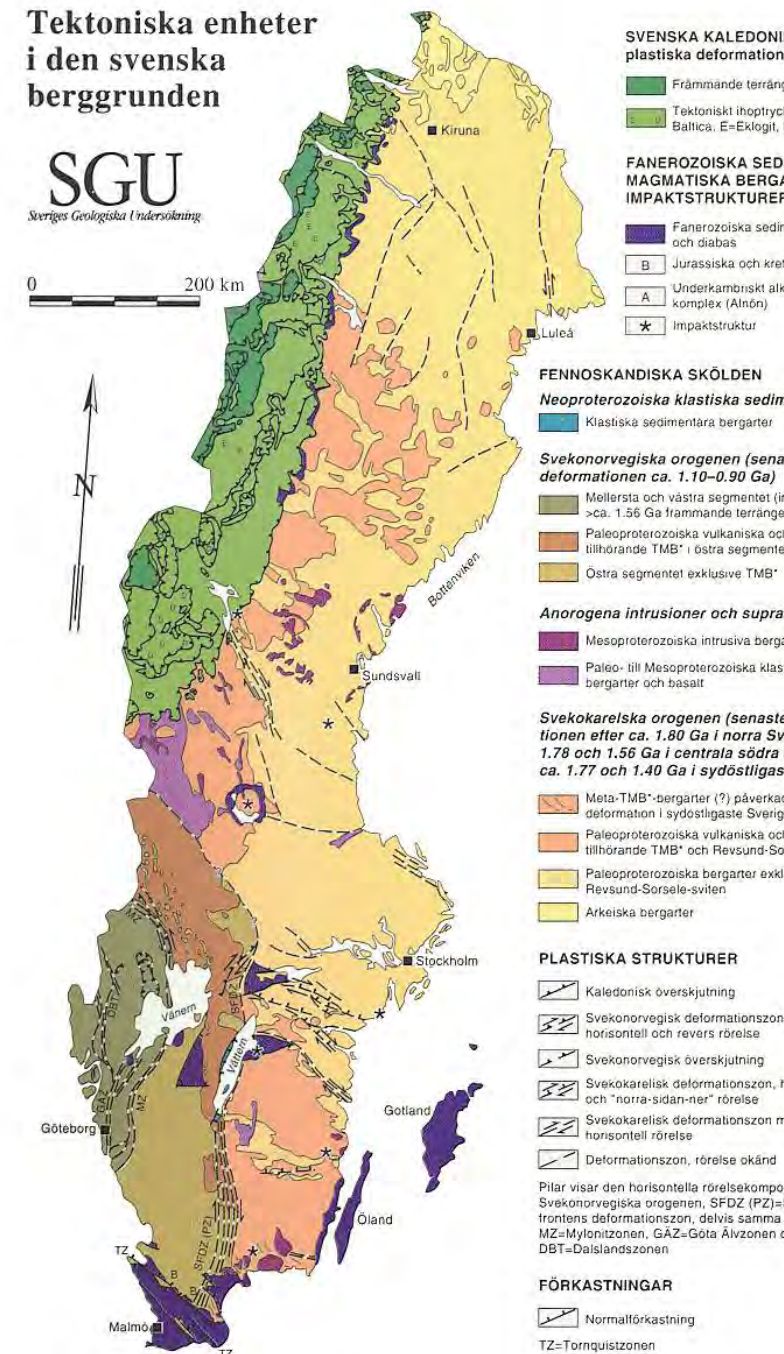 Tektoniska enheter
i den svenska
berggrunden
SGU
Sveriges Geologiska Undersökning
0 200 km
N
Kiruna
Luleå
Bottenviken
Sundsvall
Stockholm
MZ
DBT
Vänern
SFDZ
Vättern
GÄZ
MZ
Göteborg
Gotland
Öland
SFDZ (PZ)
TZ
B
B
Malmö
TZ
SVENSKA KALEDONI
plastiska deformation
Främmande terräng
Tektoniskt ihoptryck
E U
Baltica. E=Eklogit,
FANEROZOISKA SED
MAGMATISKA BERGA
IMPAKTSTRUKTURER
Fanerozoiska sedim
och diabas
B Jurassiska och kret
A Underkambriskt alk
komplex (Alnön)
* Impaktstruktur
FENNOSKANDISKA SKÖLDEN
Neoproterozoiska klastiska sedim
Klastiska sedimentära bergarter
Svekonorvegiska orogenen (sena
deformationen ca. 1.10–0.90 Ga)
Mellersta och västra segmentet (in
>ca. 1.56 Ga främmande terränge
Paleoproterozoiska vulkaniska oc
tillhörande TMB* i östra segmente
Östra segmentet exklusive TMB*
Anorogena intrusioner och supra
Mesoproterozoiska intrusiva berga
Paleo- till Mesoproterozoiska klas
bergarter och basalt
Svekokarelska orogenen (senaste
tionen efter ca. 1.80 Ga i norra Sv
1.78 och 1.56 Ga i centrala södra
ca. 1.77 och 1.40 Ga i sydöstligas
Meta-TMB*-bergarter (?) påverkad
deformation i sydöstligaste Sverig
Paleoproterozoiska vulkaniska oc
tillhörande TMB* och Revsund-So
Paleoproterozoiska bergarter exkl
Revsund-Sorsele-sviten
Arkeiska bergarter
PLASTISKA STRUKTURER
Kaledonisk överskjutning
Svekonorvegisk deformationszon,
horisontell och revers rörelse
Svekonorvegisk överskjutning
Svekokarelisk deformationszon, h
och "norra-sidan-ner" rörelse
Svekokarelisk deformationszon m
horisontell rörelse
Deformationszon, rörelse okänd
Pilar visar den horisontella rörelsekompo
Svekonorvegiska orogenen, SFDZ (PZ)=
frontens deformationszon, delvis samma
MZ=Mylonitzonen, GÄZ=Göta Älvzonen o
DBT=Dalslandszonen
FÖRKASTNINGAR
Normalförkastning
TZ=Tornquistzonen